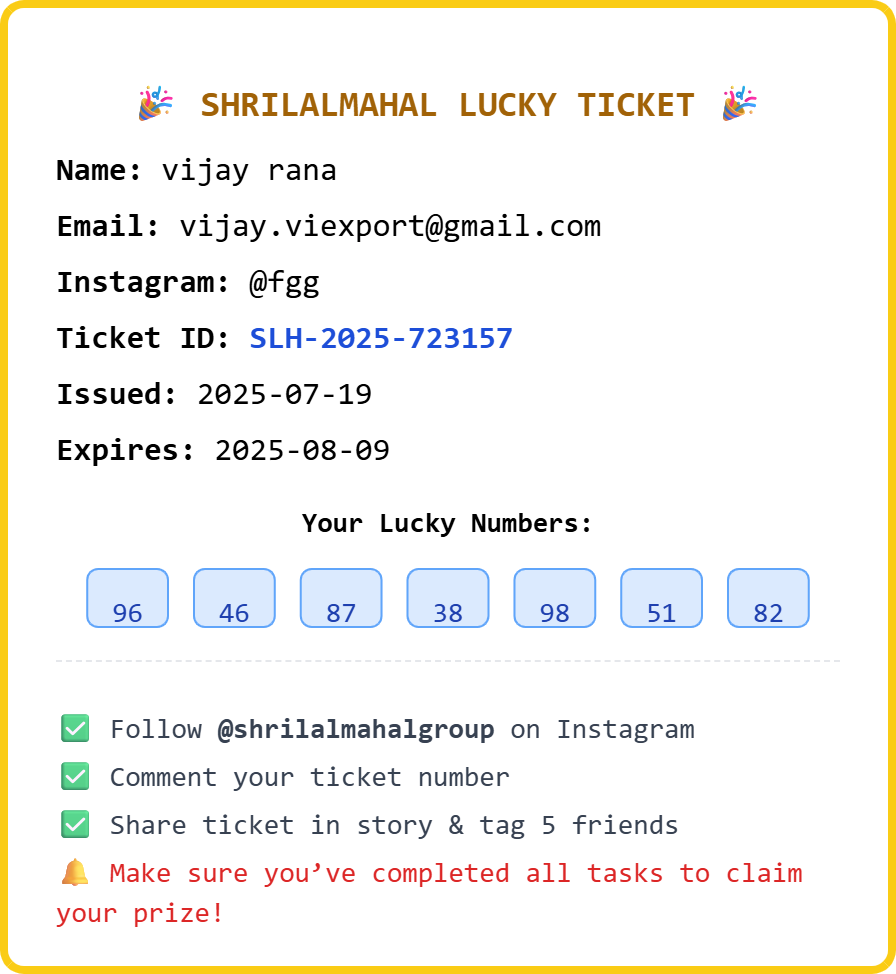 🎉 SHRILALMAHAL LUCKY TICKET 🎉
Name: vijay rana
Email: vijay.viexport@gmail.com
Instagram: @fgg
Ticket ID: SLH-2025-723157
Issued: 2025-07-19
Expires: 2025-08-09
Your Lucky Numbers:
96 46 87 38 98 51 82
✅ Follow @shrilalmahalgroup on Instagram
✅ Comment your ticket number
✅ Share ticket in story & tag 5 friends
🔔 Make sure you’ve completed all tasks to claim
your prize!